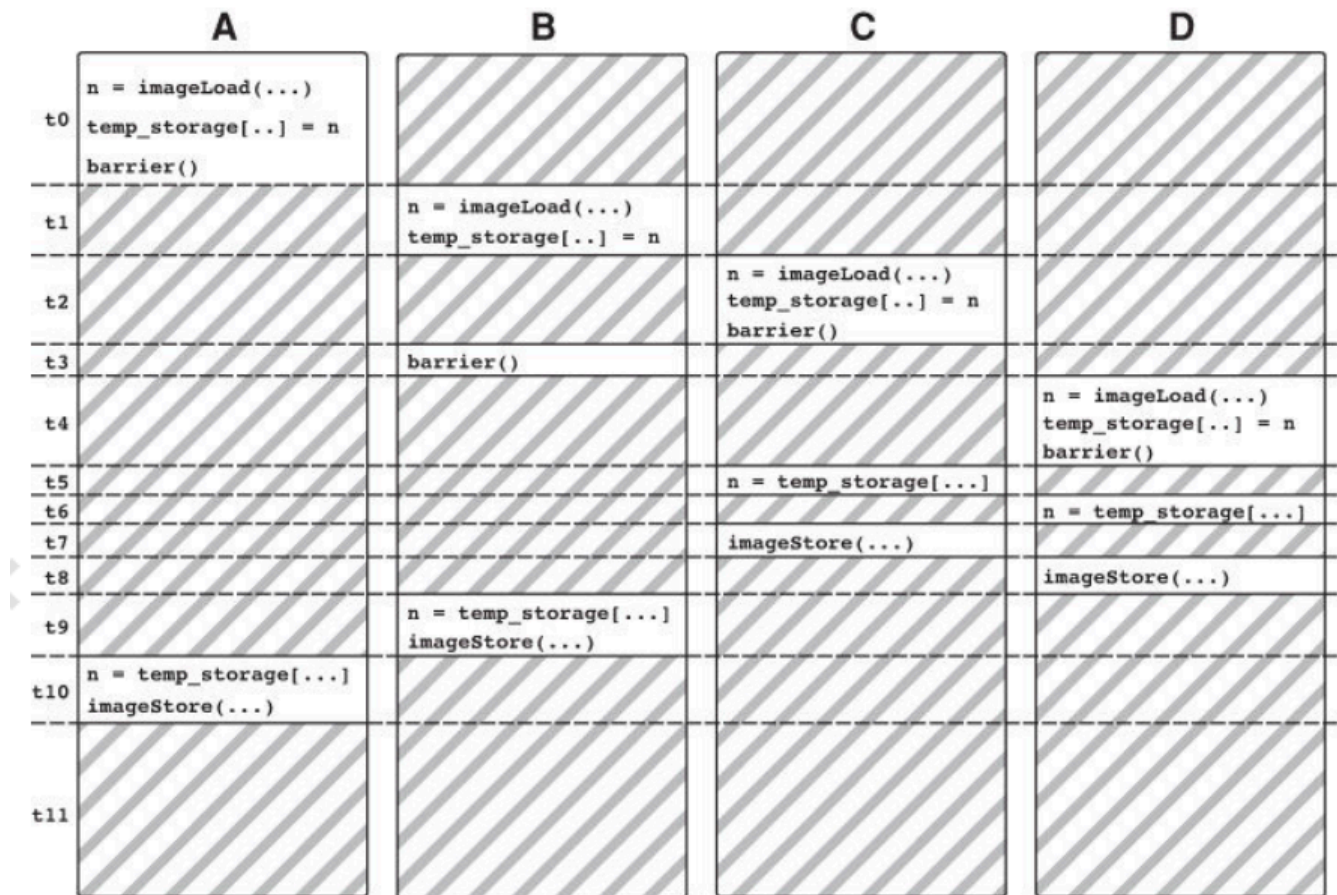 A B C D
t0
n = imageLoad(...)
temp_storage[..] = n
barrier()
t1
n = imageLoad(...)
temp_storage[..] = n
t2
n = imageLoad(...)
temp_storage[..] = n
barrier()
t3
barrier()
t4
n = imageLoad(...)
temp_storage[..] = n
barrier()
t5
n = temp_storage[...]
t6
n = temp_storage[...]
t7
imageStore(...)
t8
imageStore(...)
t9
n = temp_storage[...]
imageStore(...)
t10
n = temp_storage[...]
imageStore(...)
t11